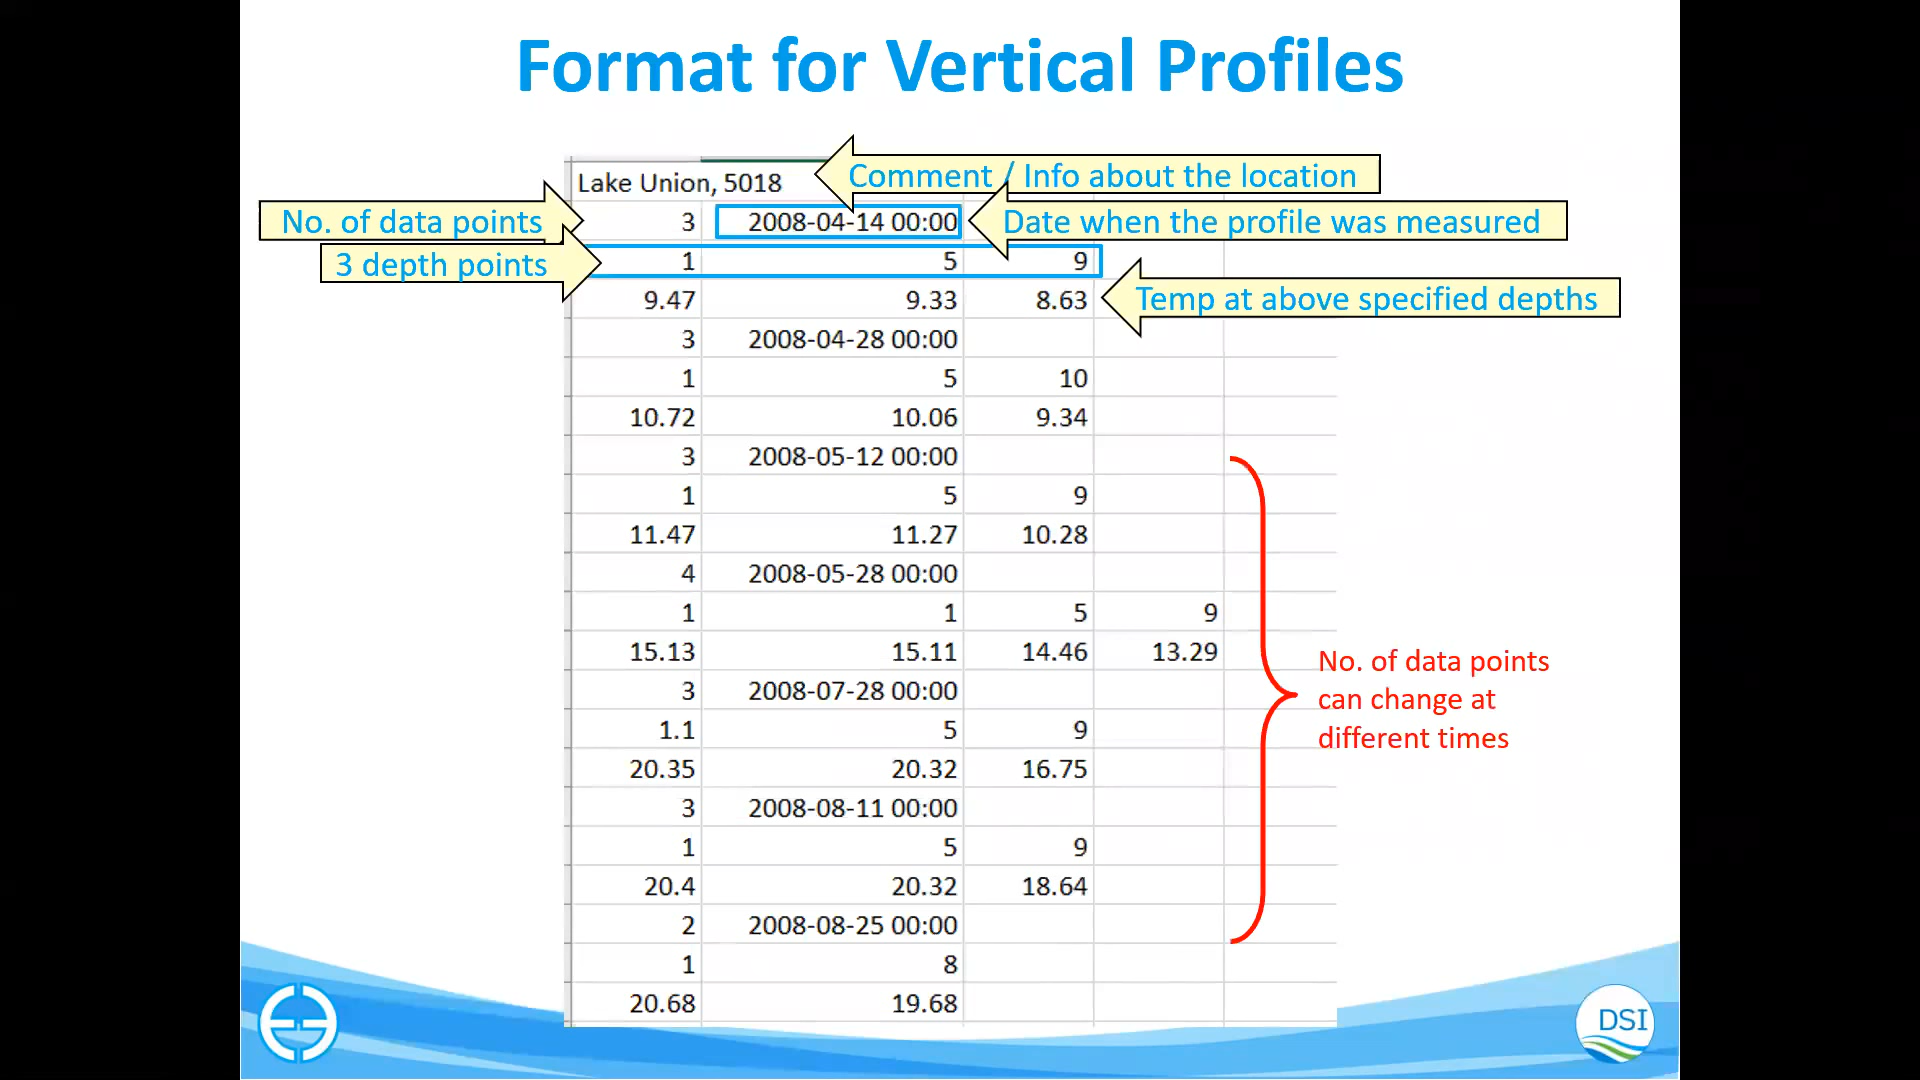 Format for Vertical Profiles
Lake Union, 5018
Comment / Info about the location
No. of data points
3 2008-04-14 00:00
Date when the profile was measured
3 depth points
1 5 9
9.47 9.33 8.63
Temp at above specified depths
3 2008-04-28 00:00
1 5 10
10.72 10.06 9.34
3 2008-05-12 00:00
1 5 9
11.47 11.27 10.28
4 2008-05-28 00:00
1 1 5 9
15.13 15.11 14.46 13.29
3 2008-07-28 00:00
1.1 5 9
20.35 20.32 16.75
3 2008-08-11 00:00
1 5 9
20.4 20.32 18.64
2 2008-08-25 00:00
1 8
20.68 19.68
No. of data points
can change at
different times
DSI